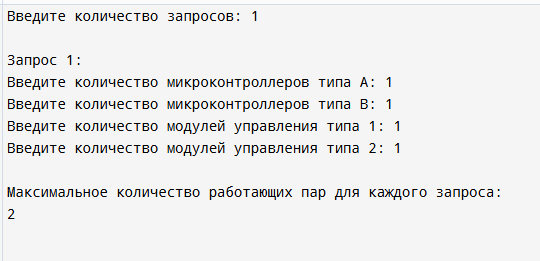 Введите количество запросов: 1
Запрос 1:
Введите количество микроконтроллеров типа A: 1
Введите количество микроконтроллеров типа B: 1
Введите количество модулей управления типа 1: 1
Введите количество модулей управления типа 2: 1
Максимальное количество работающих пар для каждого запроса:
2